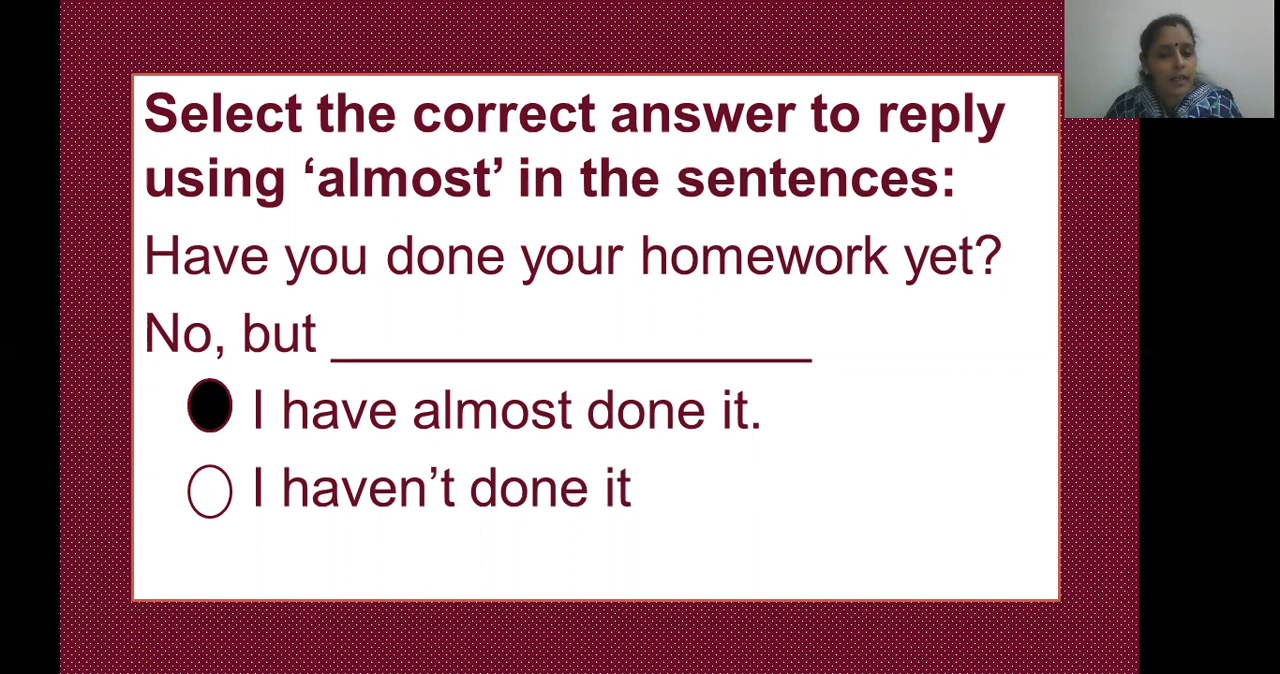 Select the correct answer to reply
using ‘almost’ in the sentences:
Have you done your homework yet?
No, but __________________
I have almost done it.
I haven’t done it